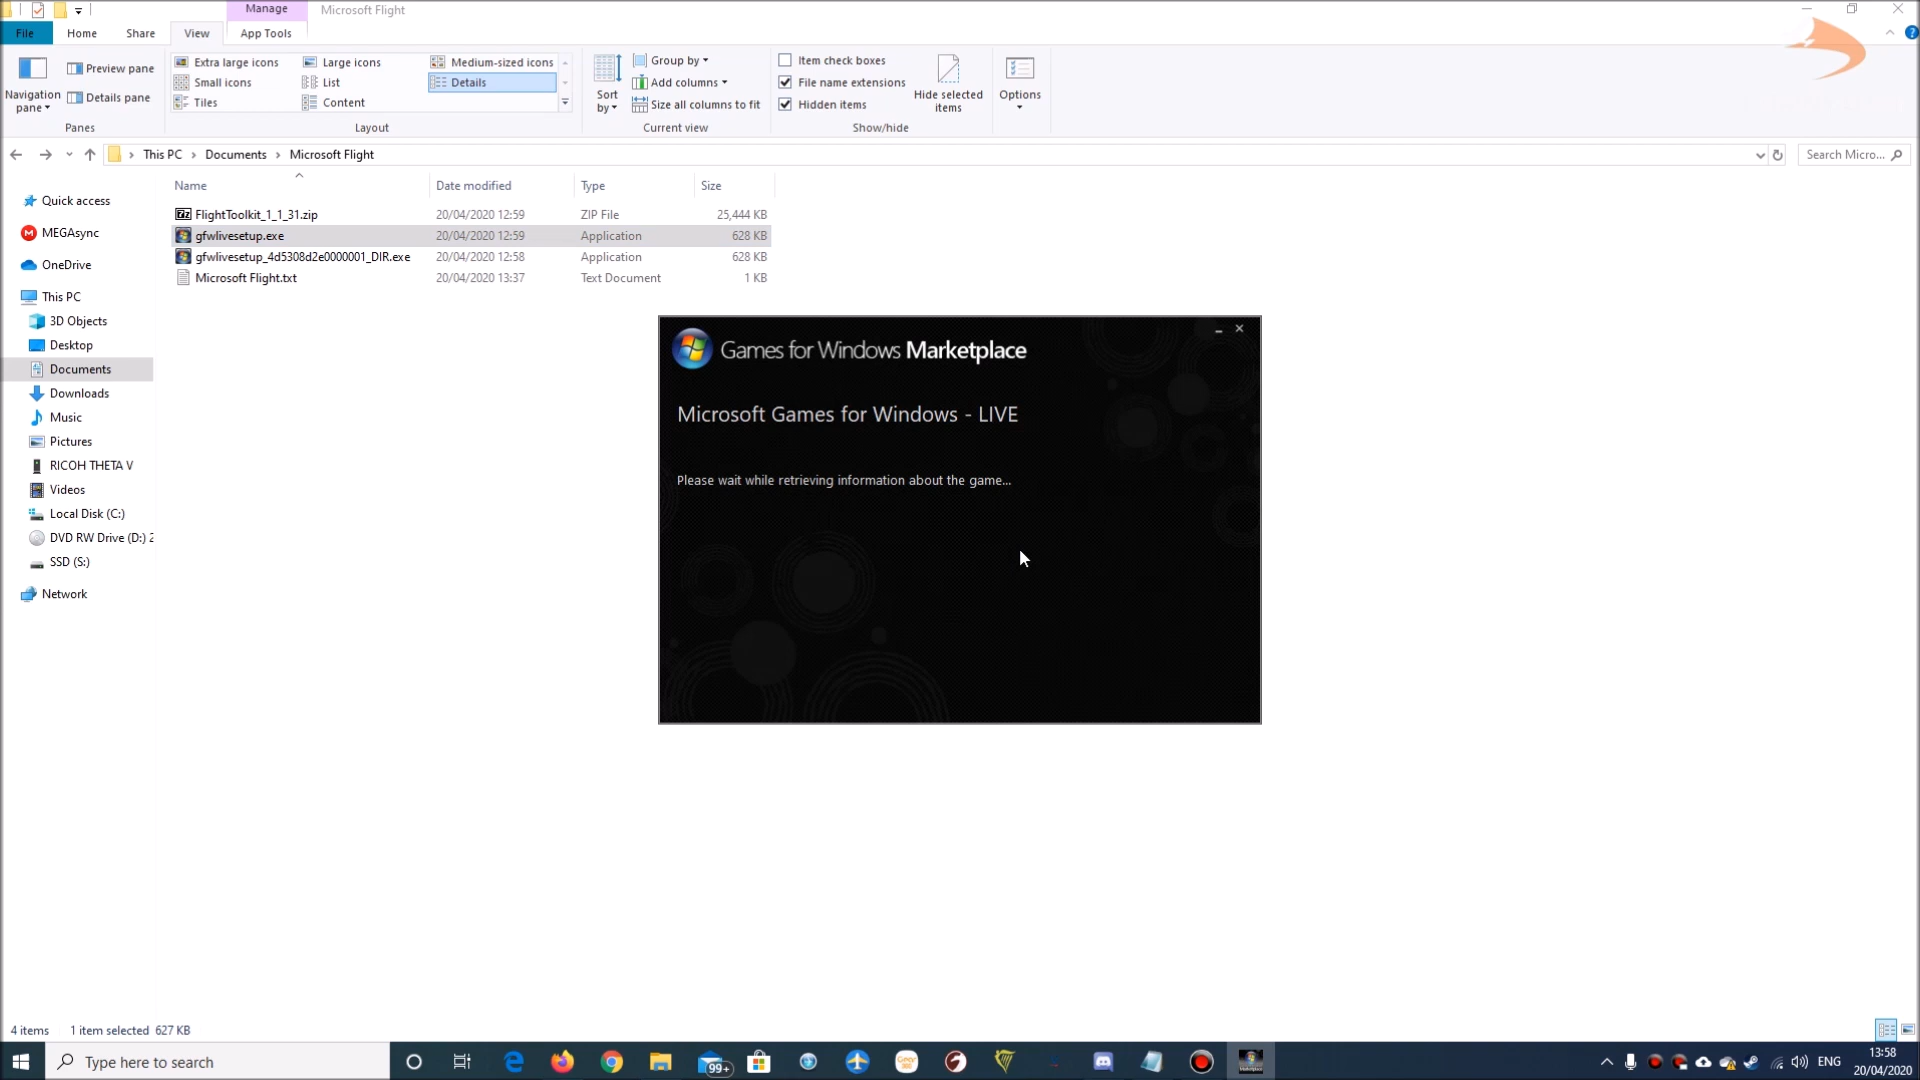 Manage
Microsoft Flight
File
Home
Share
View
App Tools
Navigation pane
Preview pane
Details pane
Panes
Extra large icons
Large icons
Medium-sized icons
Small icons
List
Details
Tiles
Content
Layout
Sort by
Group by
Add columns
Size all columns to fit
Current view
Item check boxes
File name extensions
Hidden items
Hide selected items
Show/hide
Options
This PC
Documents
Microsoft Flight
Search Micro...
Name
Date modified
Type
Size
FlightToolkit_1_1_31.zip 20/04/2020 12:59 ZIP File 25,444 KB
gfwlivesetup.exe 20/04/2020 12:59 Application 628 KB
gfwlivesetup_4d5308d2e0000001_DIR.exe 20/04/2020 12:58 Application 628 KB
Microsoft Flight.txt 20/04/2020 13:37 Text Document 1 KB
Quick access
MEGAsync
OneDrive
This PC
3D Objects
Desktop
Documents
Downloads
Music
Pictures
RICOH THETA V
Videos
Local Disk (C:)
DVD RW Drive (D:) 2
SSD (S:)
Network
Games for Windows Marketplace
Microsoft Games for Windows - LIVE
Please wait while retrieving information about the game...
4 items
1 item selected 627 KB
Type here to search
99+
ENG
13:58
20/04/2020